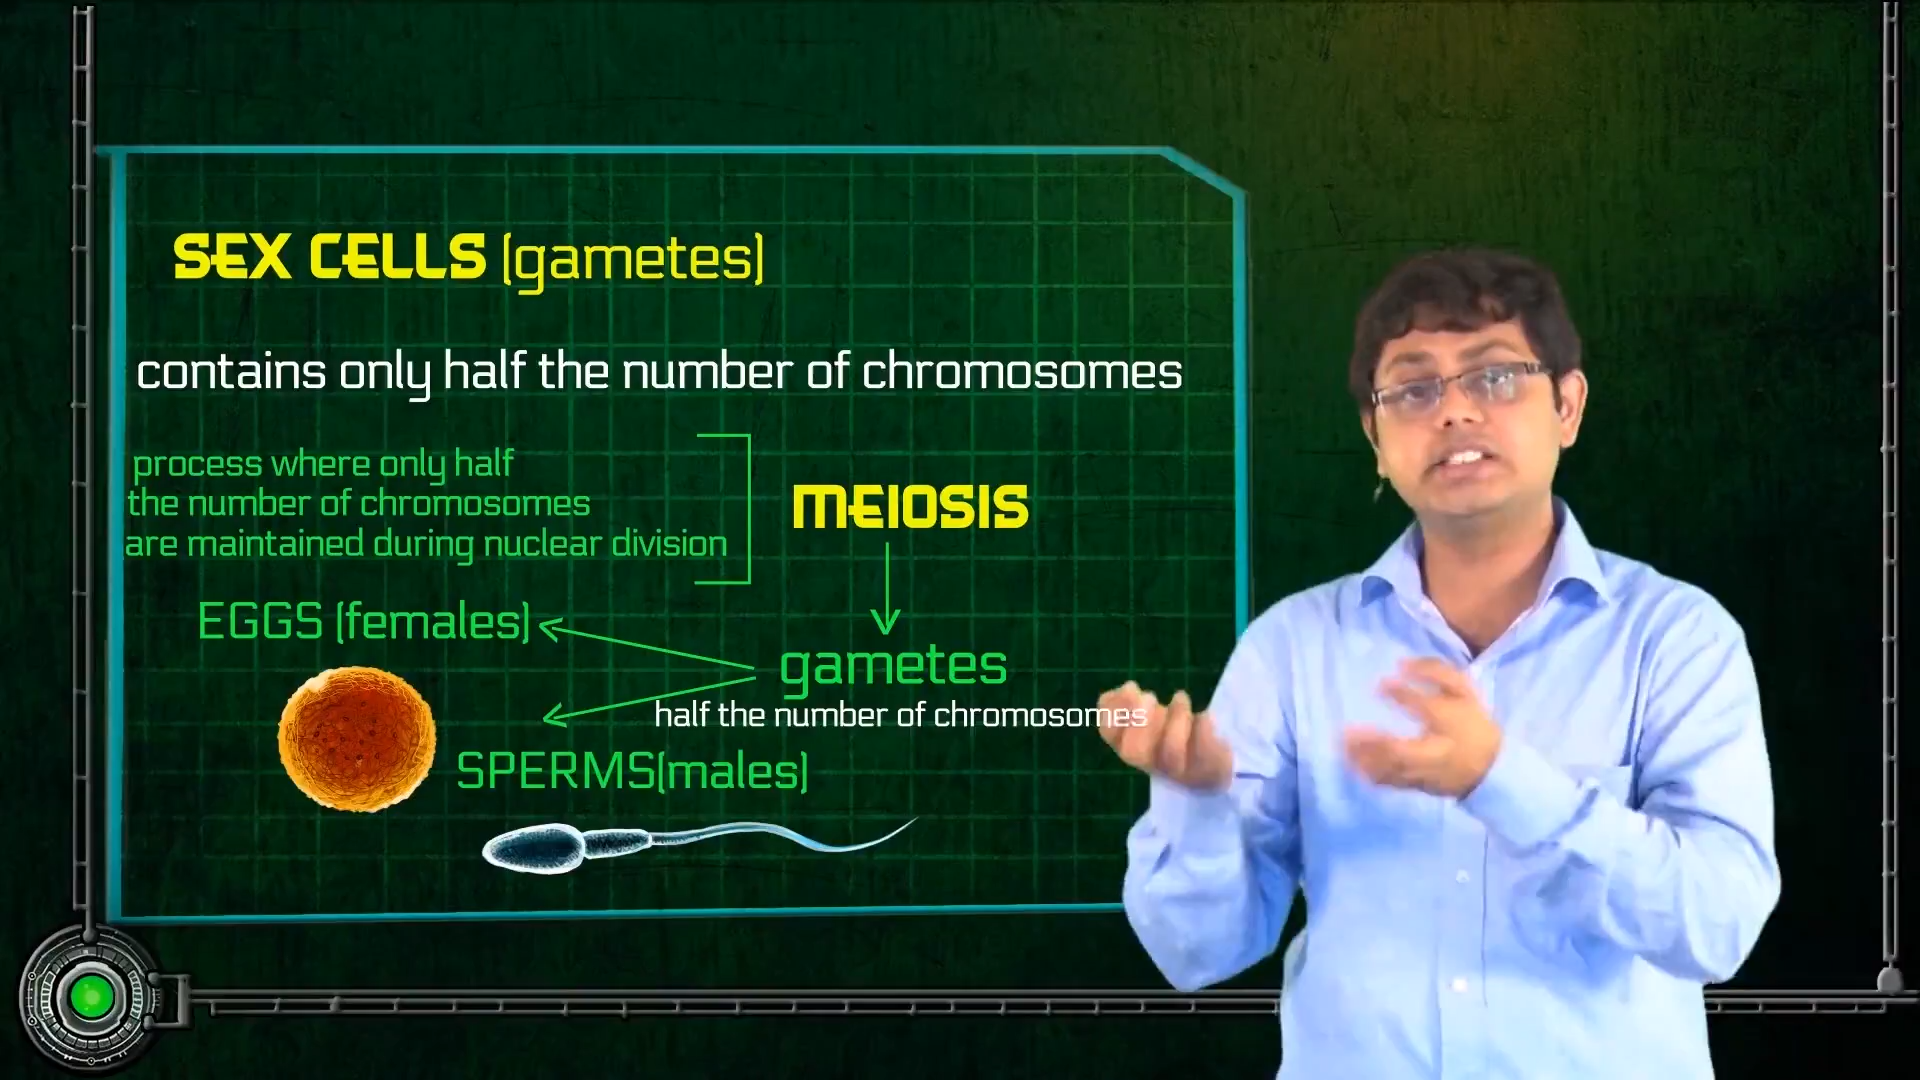 SEX CELLS (gametes)
contains only half the number of chromosomes
process where only half
the number of chromosomes
are maintained during nuclear division
MEIOSIS
gametes
half the number of chromosomes
EGGS (females)
SPERMS(males)